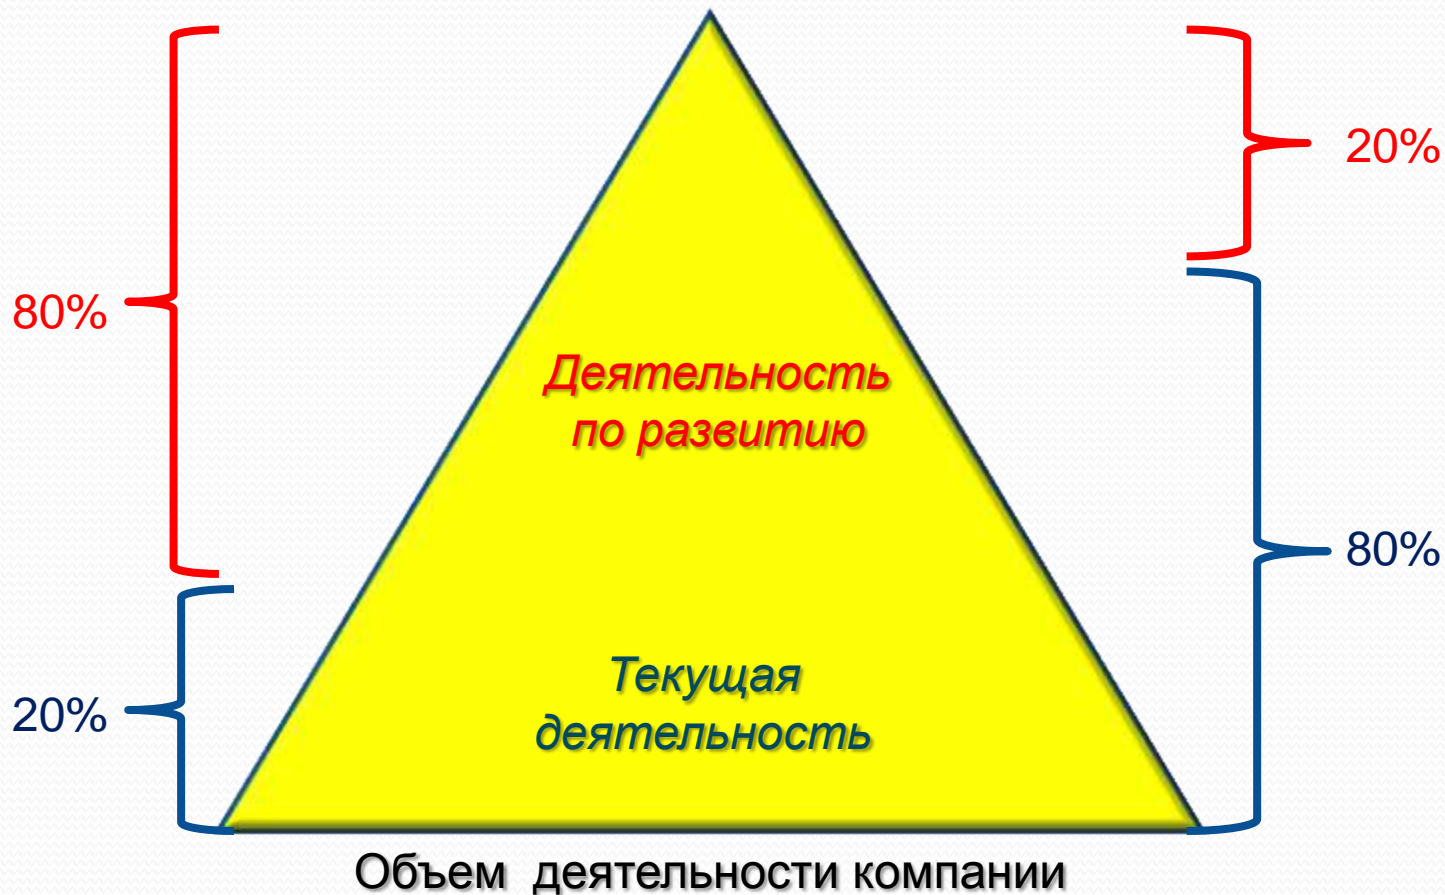 20%
80%
Деятельность
по развитию
80%
Текущая
деятельность
20%
Объем деятельности компании